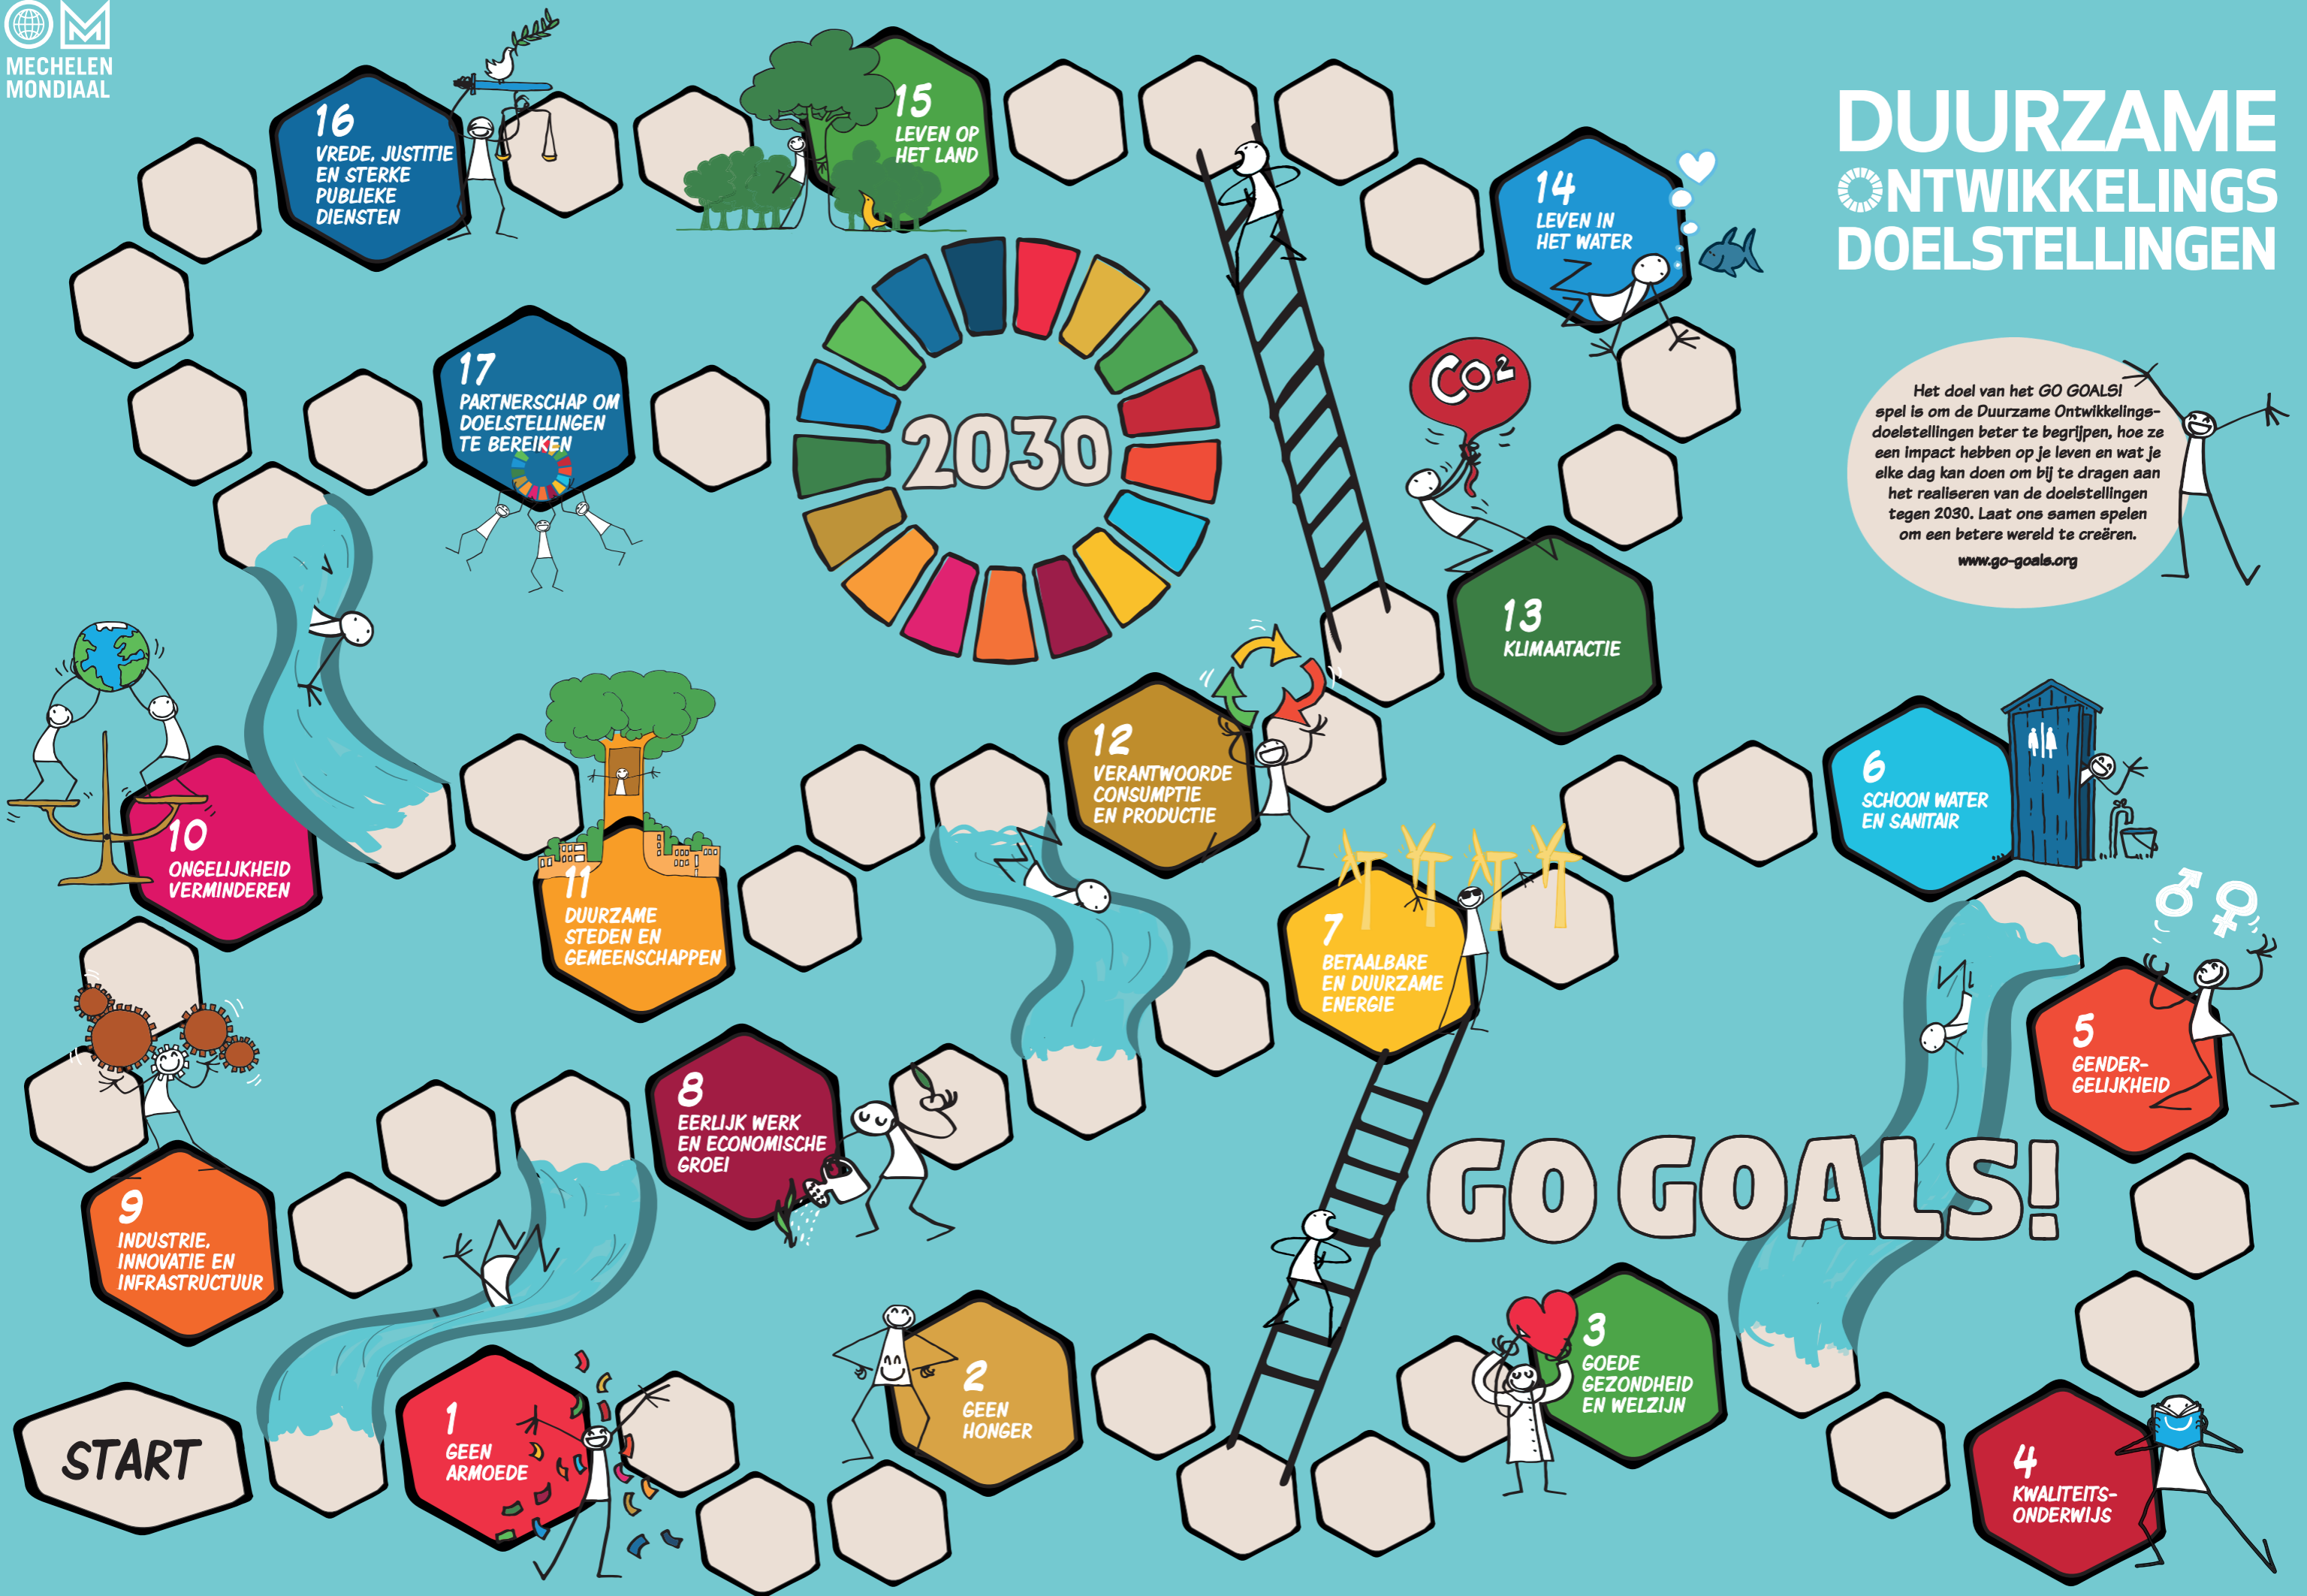 MECHELEN
MONDIAAL
DUURZAME
ONTWIKKELINGS
DOELSTELLINGEN
16
VREDE, JUSTITIE
EN STERKE
PUBLIEKE
DIENSTEN
15
LEVEN OP
HET LAND
14
LEVEN IN
HET WATER
17
PARTNERSCHAP OM
DOELSTELLINGEN
TE BEREIKEN
2030
CO²
Het doel van het GO GOALS!
spel is om de Duurzame Ontwikkelings-
doelstellingen beter te begrijpen, hoe ze
een impact hebben op je leven en wat je
elke dag kan doen om bij te dragen aan
het realiseren van de doelstellingen
tegen 2030. Laat ons samen spelen
om een betere wereld te creëren.
www.go-goals.org
13
KLIMAATACTIE
12
VERANTWOORDE
CONSUMPTIE
EN PRODUCTIE
6
SCHOON WATER
EN SANITAIR
10
ONGELIJKHEID
VERMINDEREN
11
DUURZAME
STEDEN EN
GEMEENSCHAPPEN
7
BETAALBARE
EN DUURZAME
ENERGIE
5
GENDER-
GELIJKHEID
8
EERLIJK WERK
EN ECONOMISCHE
GROEI
9
INDUSTRIE,
INNOVATIE EN
INFRASTRUCTUUR
GO GOALS!
START
1
GEEN
ARMOEDE
2
GEEN
HONGER
3
GOEDE
GEZONDHEID
EN WELZIJN
4
KWALITEITS-
ONDERWIJS